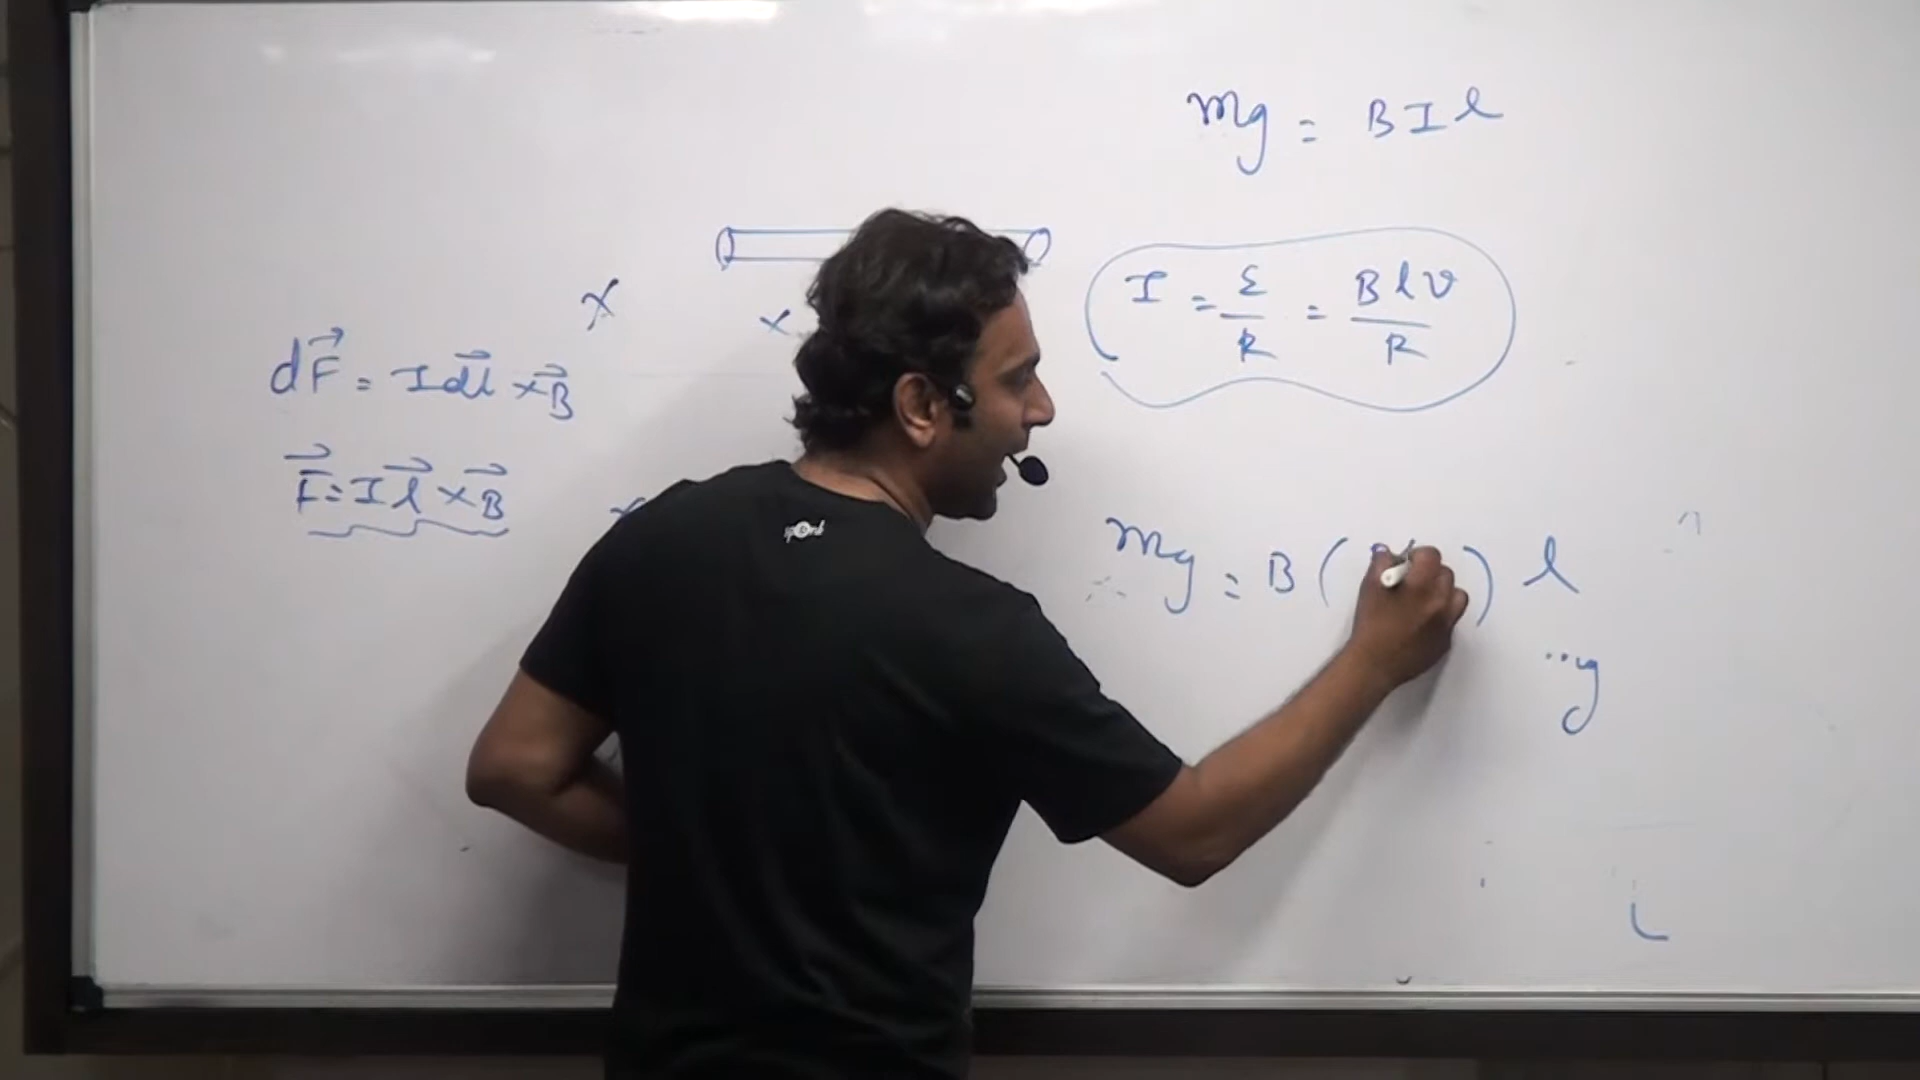 mg = BIl
I = ε/R = Blv/R
dF⃗ = I dl⃗ × B⃗
F⃗ = I l⃗ × B⃗
mg = B ( ) l